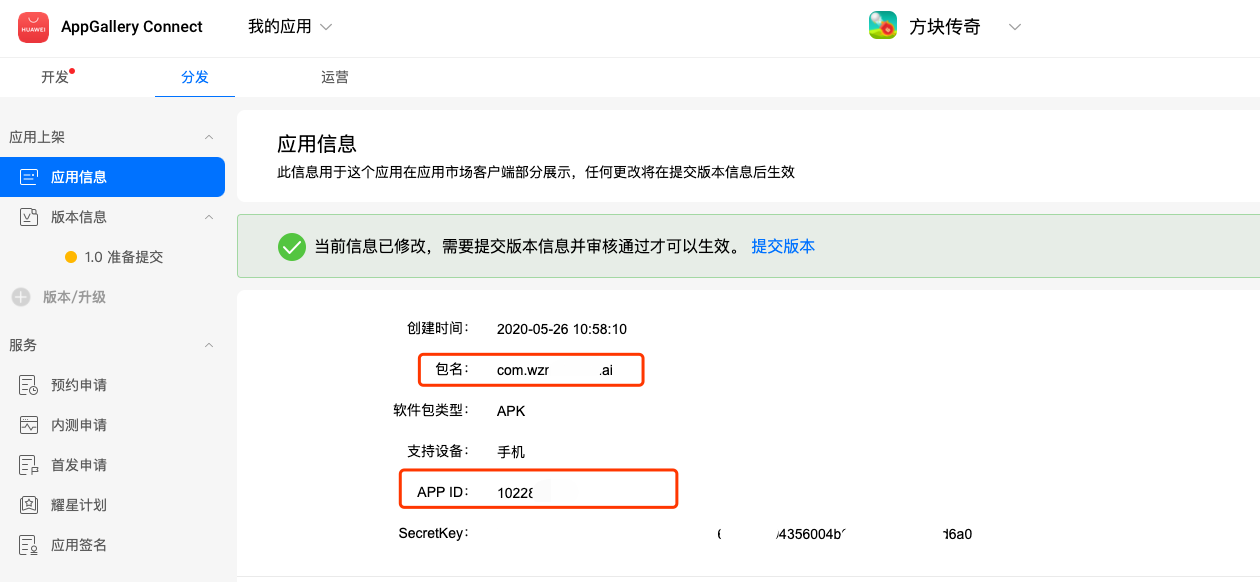 HUAWEI
AppGallery Connect 我的应用 方块传奇
开发 分发 运营
应用上架
应用信息
版本信息
1.0 准备提交
版本/升级
服务
预约申请
内测申请
首发申请
耀星计划
应用签名
应用信息
此信息用于这个应用在应用市场客户端部分展示，任何更改将在提交版本信息后生效
当前信息已修改，需要提交版本信息并审核通过才可以生效。 提交版本
创建时间： 2020-05-26 10:58:10
包名： com.wzr .ai
软件包类型： APK
支持设备： 手机
APP ID： 1022
SecretKey： 4356004b d6a0